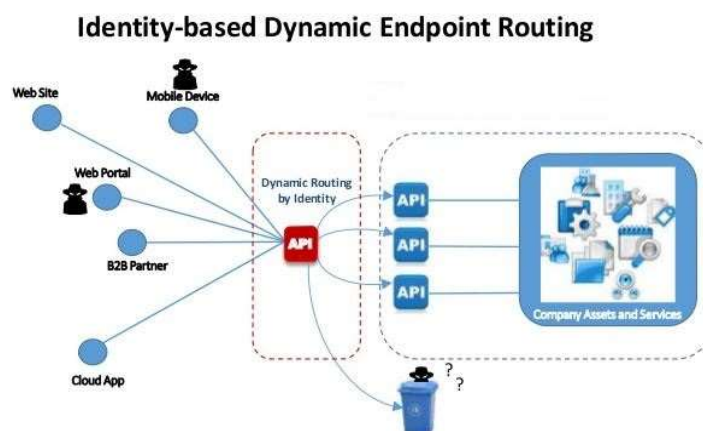 Identity-based Dynamic Endpoint Routing
Web Site
Mobile Device
Web Portal
B2B Partner
Cloud App
Dynamic Routing
by Identity
API
API
API
API
Company Assets and Services
?
?